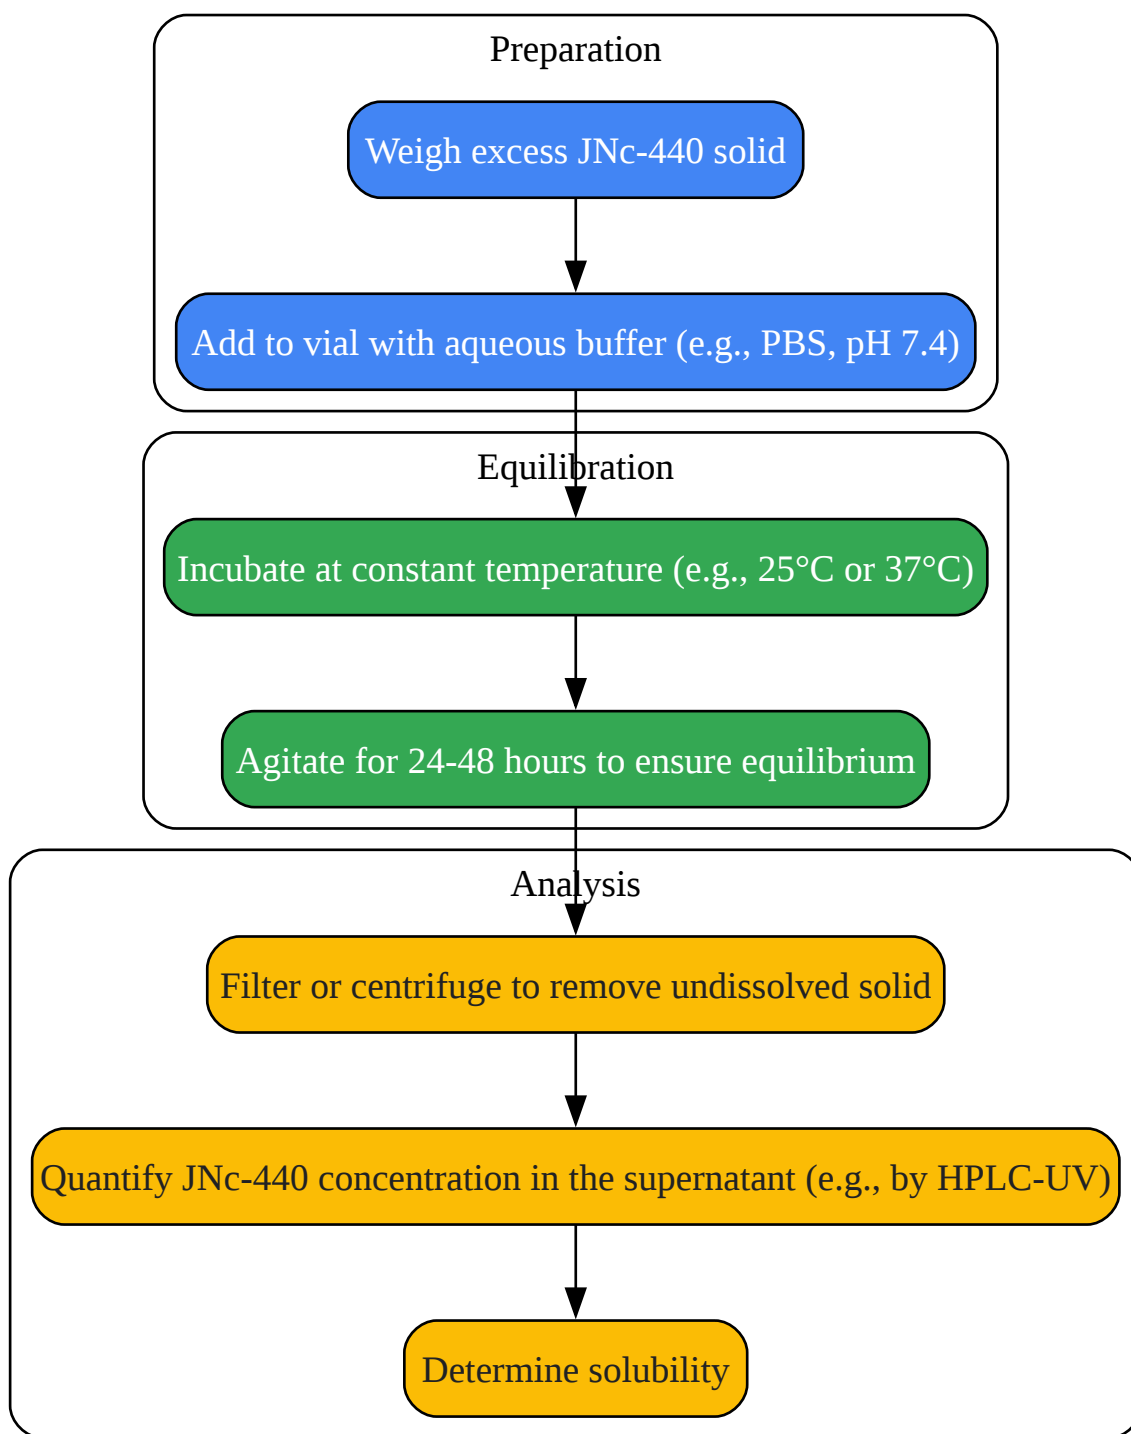 Preparation
Weigh excess JNc-440 solid
Add to vial with aqueous buffer (e.g., PBS, pH 7.4)
Equilibration
Incubate at constant temperature (e.g., 25°C or 37°C)
Agitate for 24-48 hours to ensure equilibrium
Analysis
Filter or centrifuge to remove undissolved solid
Quantify JNc-440 concentration in the supernatant (e.g., by HPLC-UV)
Determine solubility